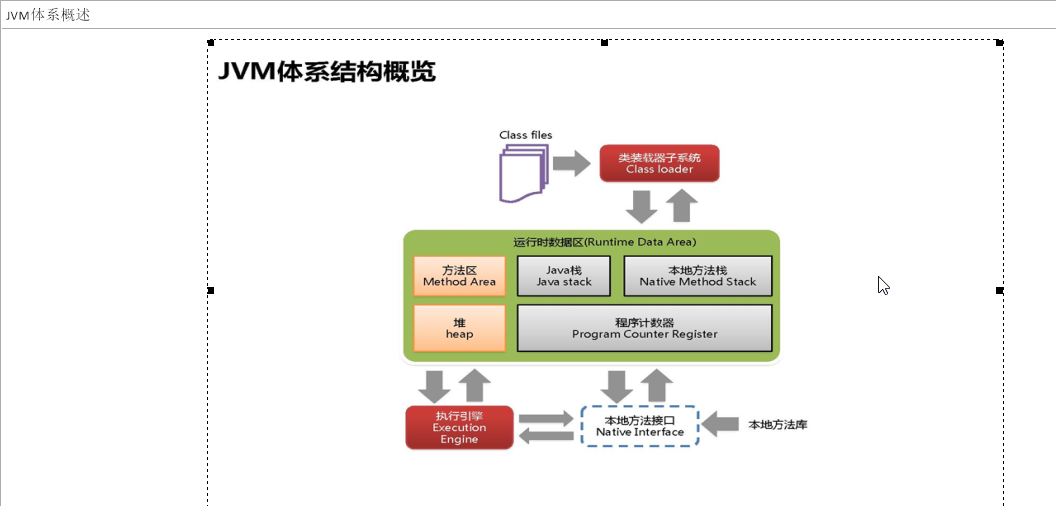 JVM体系概述
JVM体系结构概览
Class files
类装载器子系统
Class loader
运行时数据区(Runtime Data Area)
方法区
Method Area
Java栈
Java stack
本地方法栈
Native Method Stack
堆
heap
程序计数器
Program Counter Register
执行引擎
Execution
Engine
本地方法接口
Native Interface
本地方法库